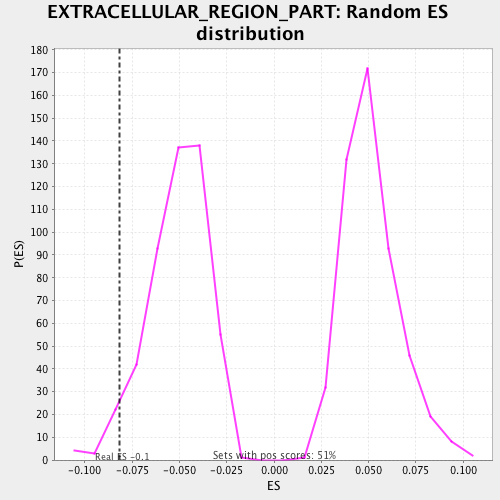 EXTRACELLULAR_REGION_PART: Random ES
distribution
180
170
160
150
140
130
120
110
100
90
80
70
60
50
40
30
20
10
0
P(ES)
Real ES -0.1
Sets with pos scores: 51%
-0.100 -0.075 -0.050 -0.025 0.000 0.025 0.050 0.075 0.100
ES